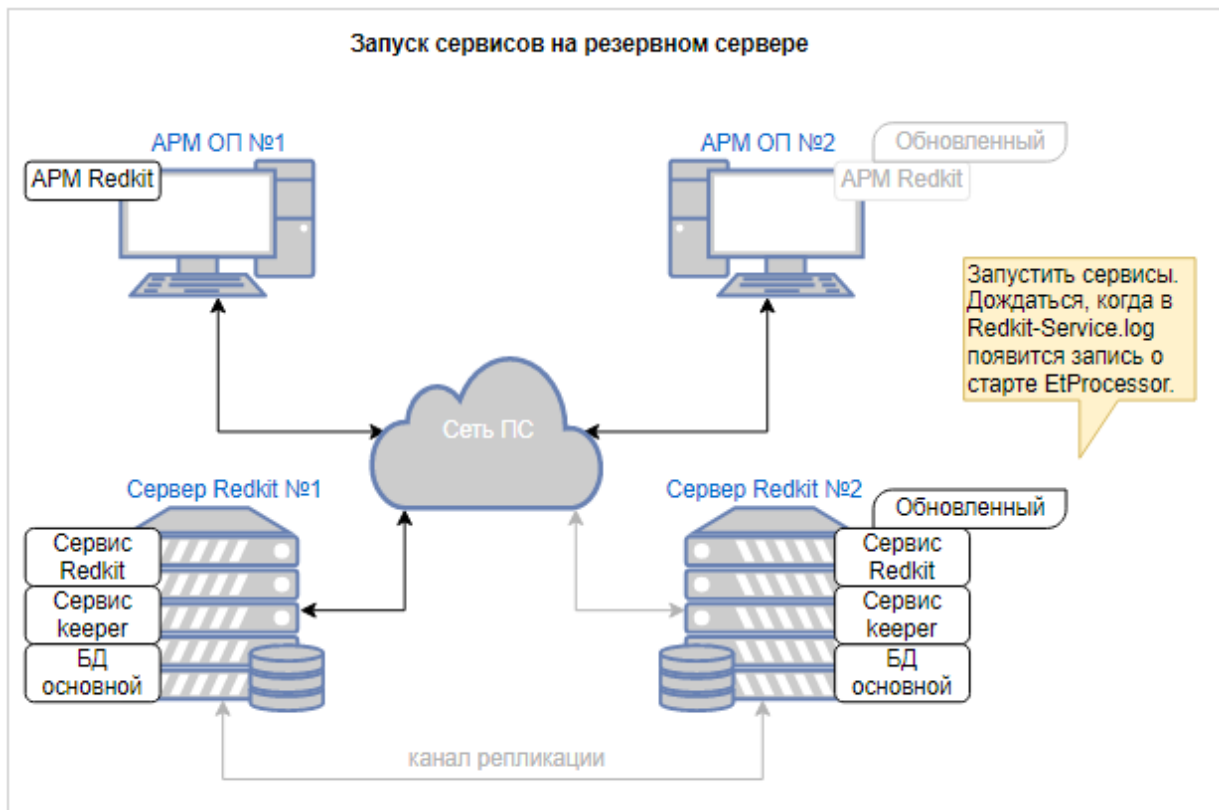 Запуск сервисов на резервном сервере
АРМ ОП №1
АРМ Redkit
АРМ ОП №2
Обновленный
АРМ Redkit
Запустить сервисы.
Дождаться, когда в
Redkit-Service.log
появится запись о
старте EtProcessor.
Сеть ПС
Сервер Redkit №1
Сервис
Redkit
Сервис
keeper
БД
основной
Сервер Redkit №2
Обновленный
Сервис
Redkit
Сервис
keeper
БД
основной
канал репликации